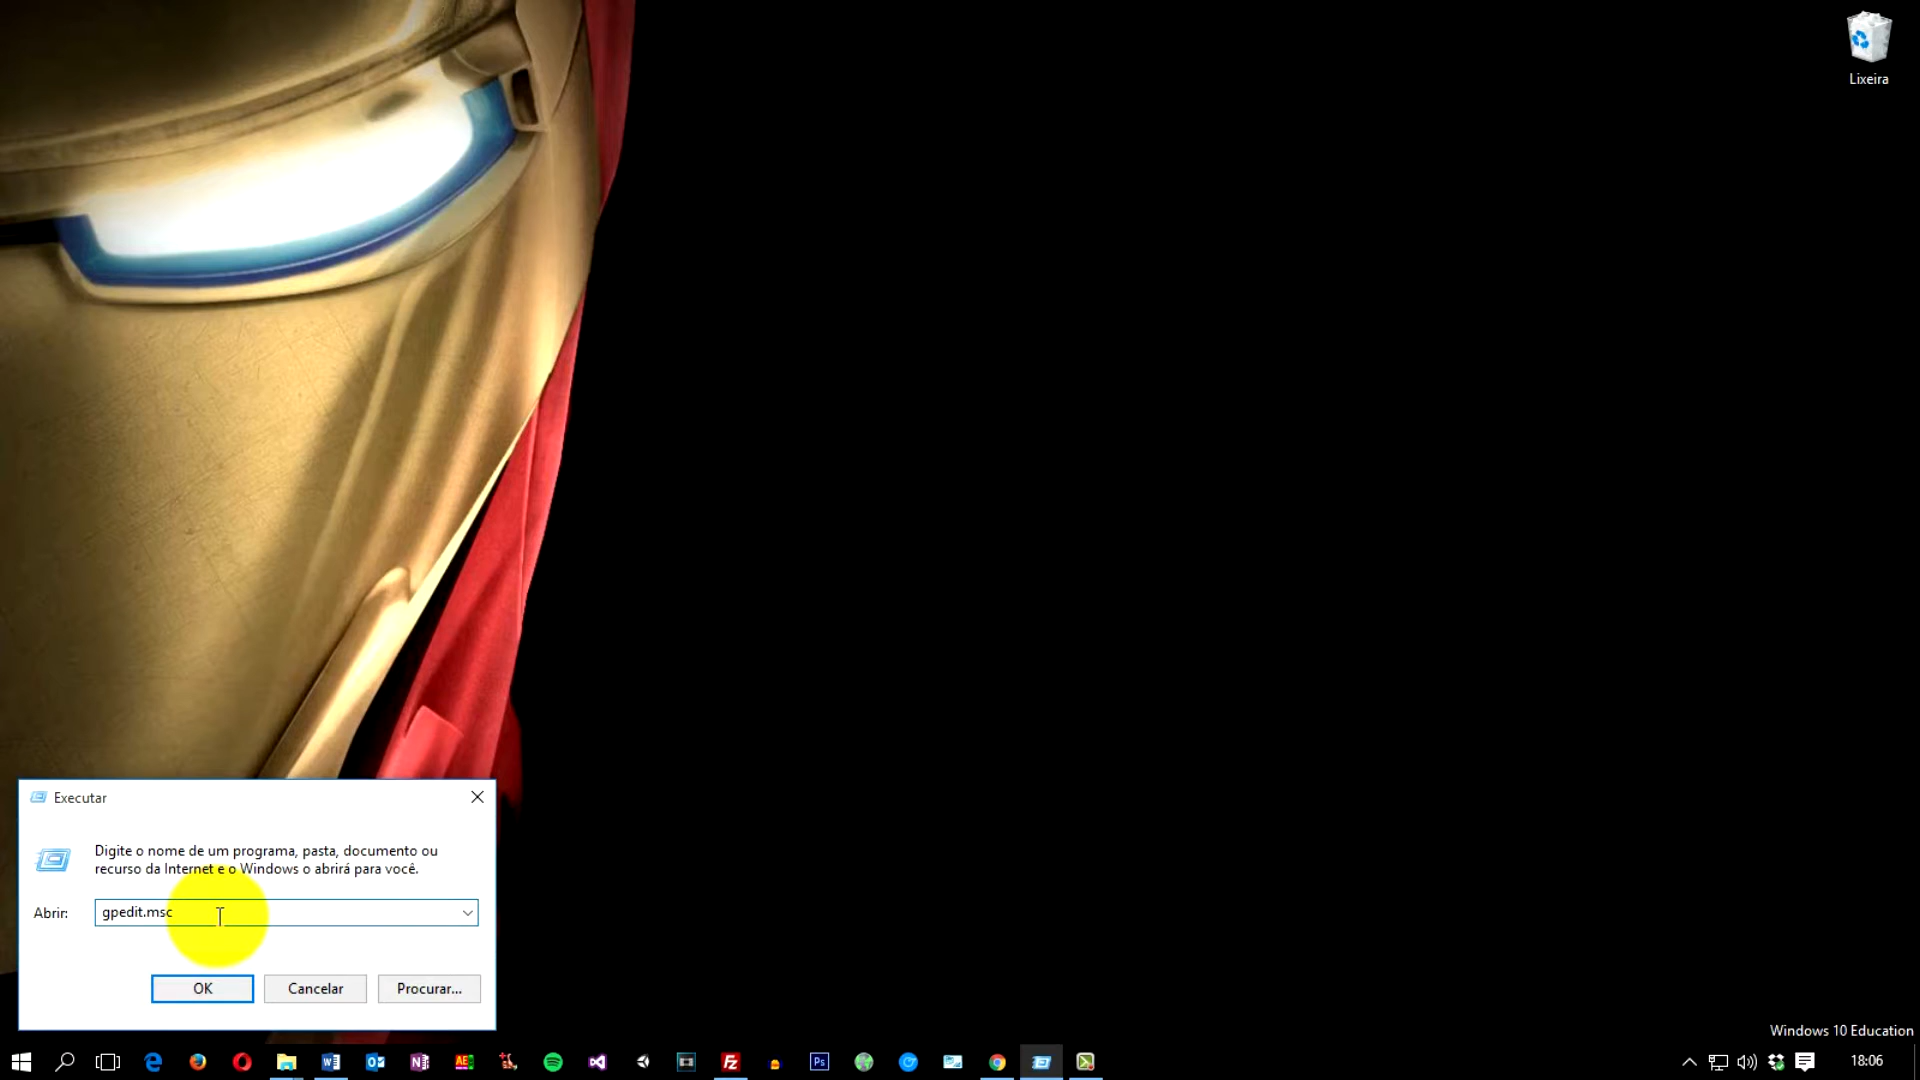 Lixeira
Executar
Digite o nome de um programa, pasta, documento ou
recurso da Internet e o Windows o abrirá para você.
Abrir:
gpedit.msc
OK
Cancelar
Procurar...
Windows 10 Education
18:06